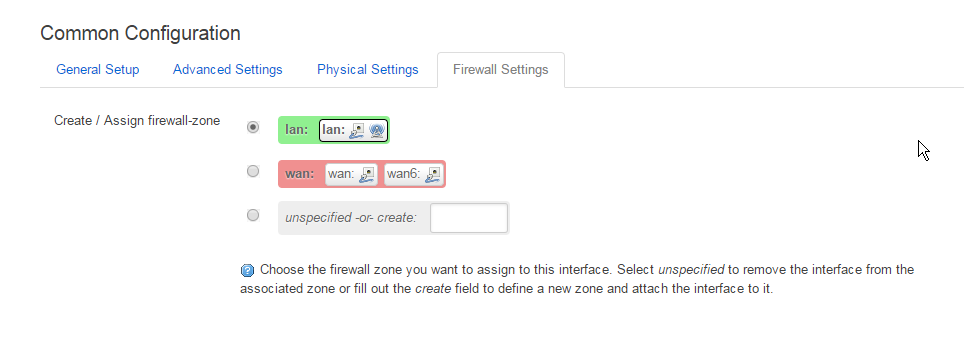 Common Configuration
General Setup Advanced Settings Physical Settings Firewall Settings
Create / Assign firewall-zone
lan: lan:
wan: wan: wan6:
unspecified -or- create:
Choose the firewall zone you want to assign to this interface. Select unspecified to remove the interface from the
associated zone or fill out the create field to define a new zone and attach the interface to it.